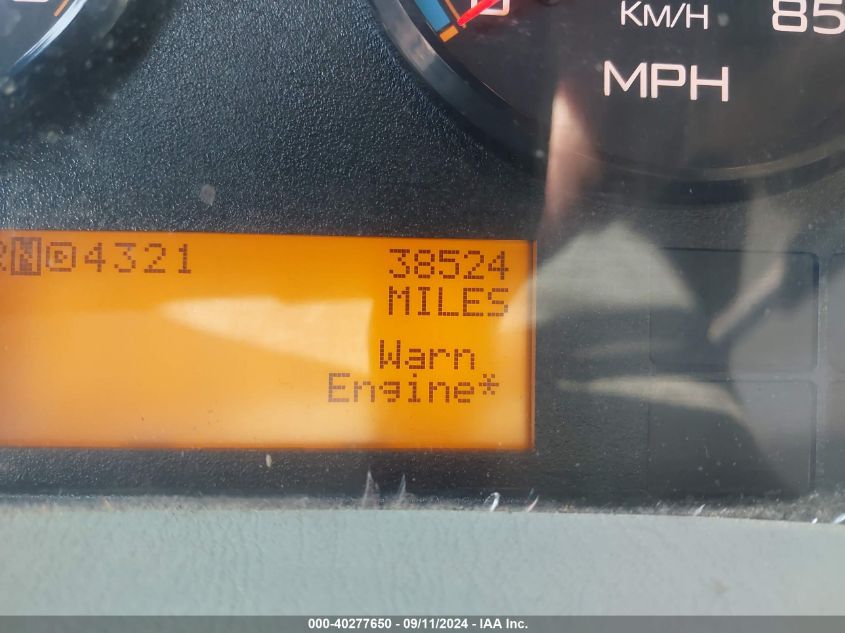 KM/H
85
MPH
N D 4321
38524
MILES
Warn
Engine*
000-40277650 - 09/11/2024 - IAA Inc.